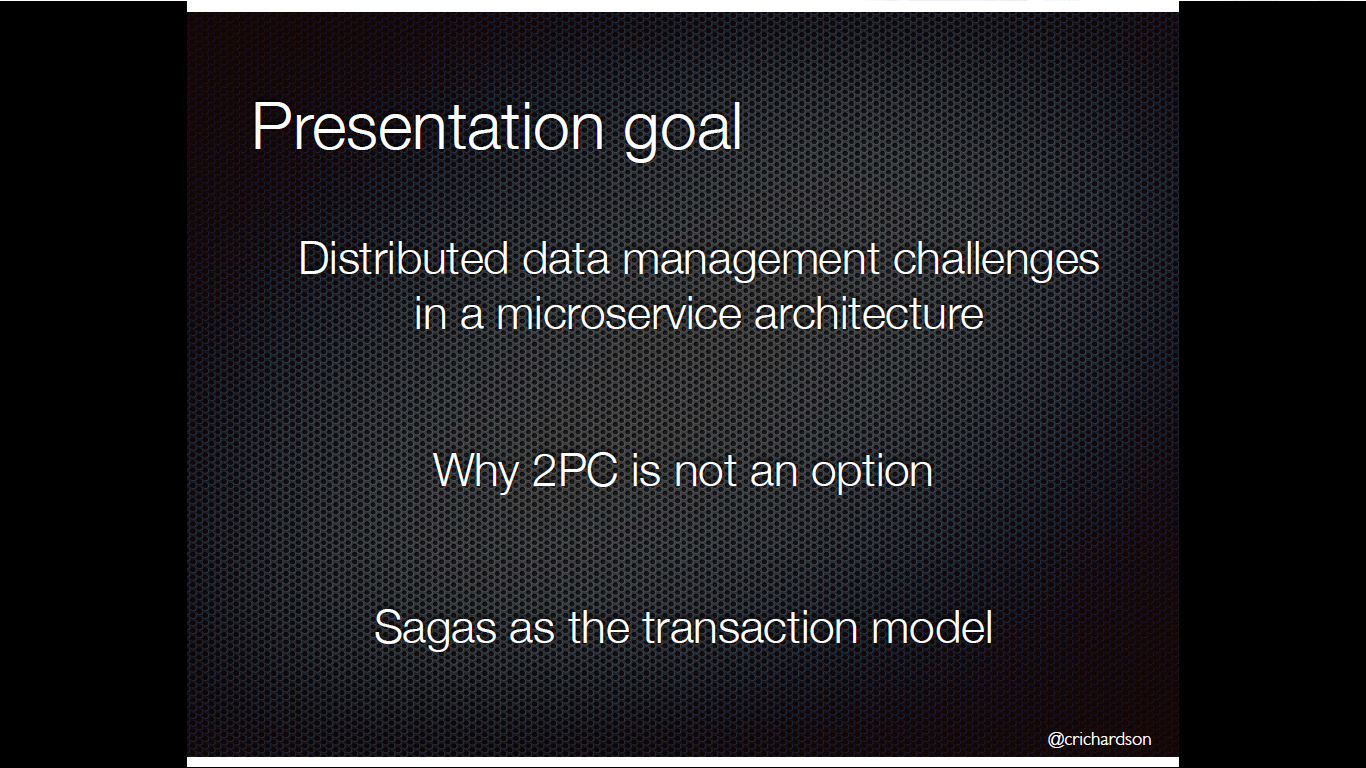 Presentation goal
Distributed data management challenges
in a microservice architecture
Why 2PC is not an option
Sagas as the transaction model
@crichardson